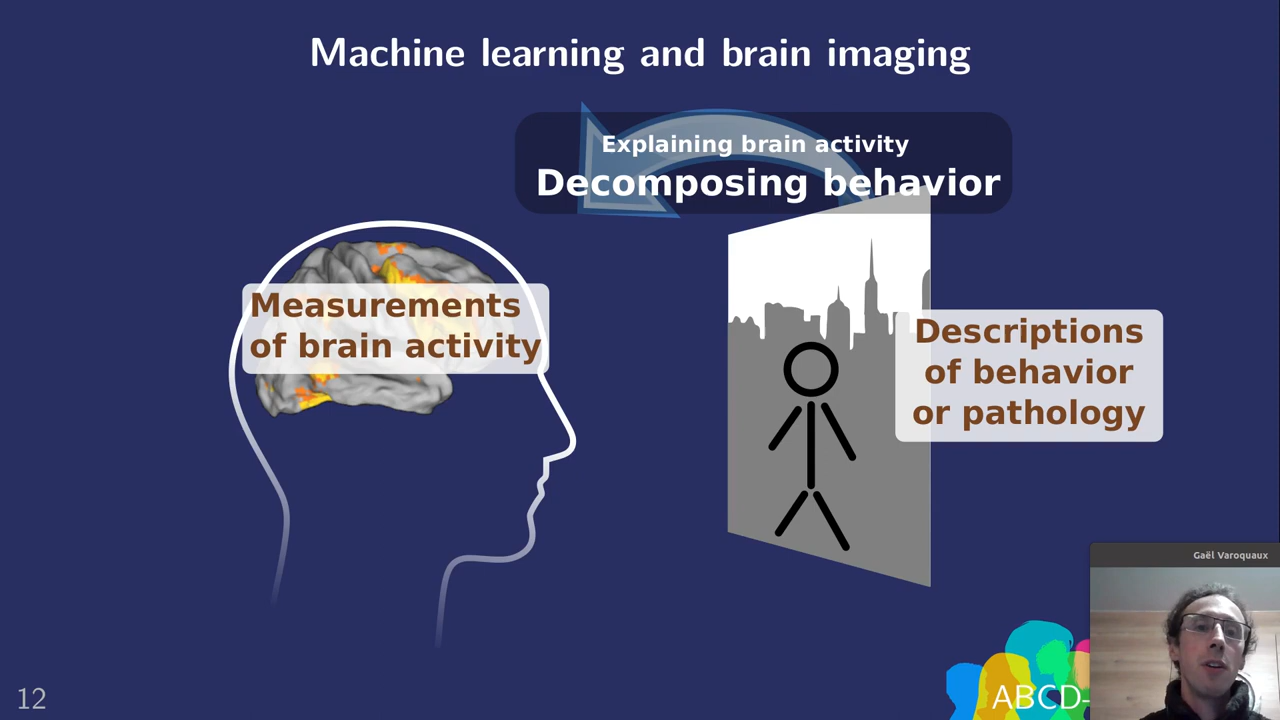 Machine learning and brain imaging
Explaining brain activity
Decomposing behavior
Measurements
of brain activity
Descriptions
of behavior
or pathology
Gaël Varoquaux
ABCD-
12